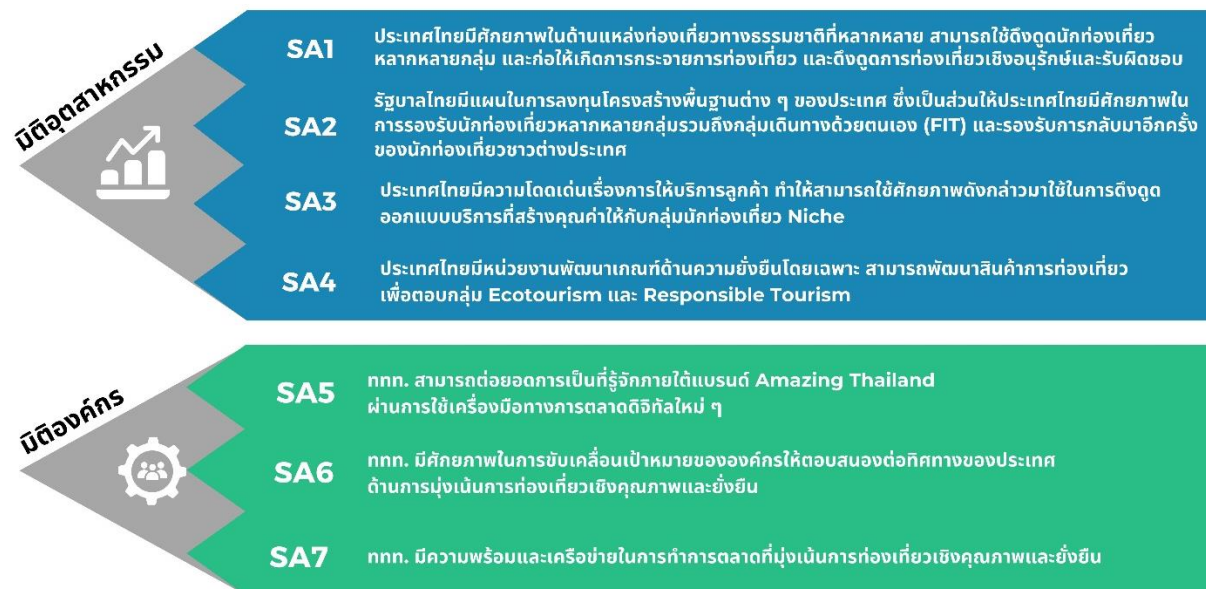 มิติอุตสาหกรรม
SA1
ประเทศไทยมีศักยภาพในด้านแหล่งท่องเที่ยวทางธรรมชาติที่หลากหลาย สามารถใช้ดึงดูดนักท่องเที่ยว
หลากหลายกลุ่ม และก่อให้เกิดการกระจายการท่องเที่ยว และดึงดูดการท่องเที่ยวเชิงอนุรักษ์และรับผิดชอบ
SA2
รัฐบาลไทยมีแผนในการลงทุนโครงสร้างพื้นฐานต่าง ๆ ของประเทศ ซึ่งเป็นส่วนให้ประเทศไทยมีศักยภาพใน
การรองรับนักท่องเที่ยวหลากหลายกลุ่มรวมถึงกลุ่มเดินทางด้วยตนเอง (FIT) และรองรับการกลับมาอีกครั้ง
ของนักท่องเที่ยวชาวต่างประเทศ
SA3
ประเทศไทยมีความโดดเด่นเรื่องการให้บริการลูกค้า ทำให้สามารถใช้ศักยภาพดังกล่าวมาใช้ในการดึงดูด
ออกแบบบริการที่สร้างคุณค่าให้กับกลุ่มนักท่องเที่ยว Niche
SA4
ประเทศไทยมีหน่วยงานพัฒนาเกณฑ์ด้านความยั่งยืนโดยเฉพาะ สามารถพัฒนาสินค้าการท่องเที่ยว
เพื่อตอบกลุ่ม Ecotourism และ Responsible Tourism
มิติองค์กร
SA5
ททท. สามารถต่อยอดการเป็นที่รู้จักภายใต้แบรนด์ Amazing Thailand
ผ่านการใช้เครื่องมือทางการตลาดดิจิทัลใหม่ ๆ
SA6
ททท. มีศักยภาพในการขับเคลื่อนเป้าหมายขององค์กรให้ตอบสนองต่อทิศทางของประเทศ
ด้านการมุ่งเน้นการท่องเที่ยวเชิงคุณภาพและยั่งยืน
SA7
ททท. มีความพร้อมและเครือข่ายในการทำการตลาดที่มุ่งเน้นการท่องเที่ยวเชิงคุณภาพและยั่งยืน